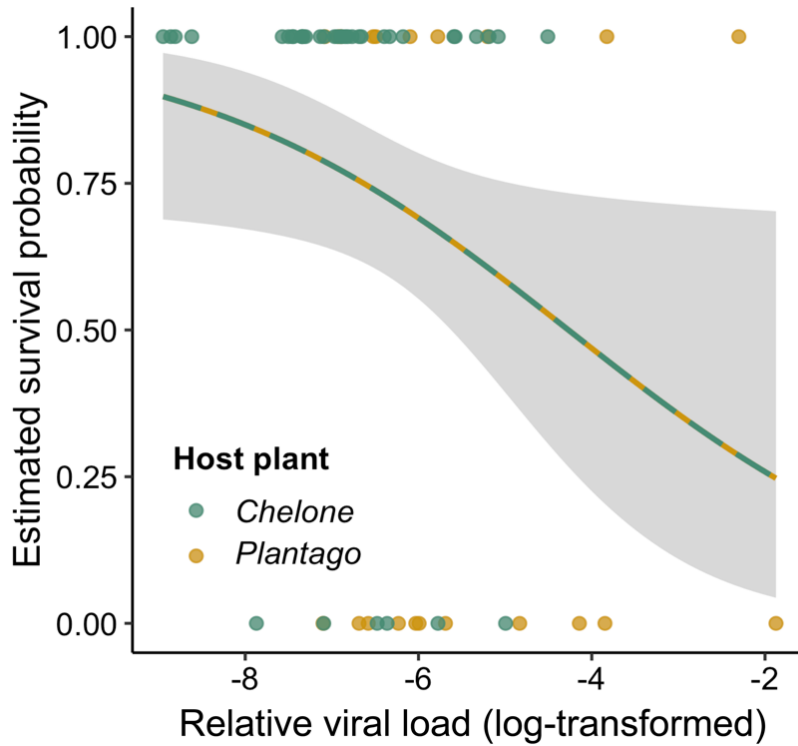 Estimated survival probability
1.00
0.75
0.50
0.25
0.00
Host plant
Chelone
Plantago
-8
-6
-4
-2
Relative viral load (log-transformed)